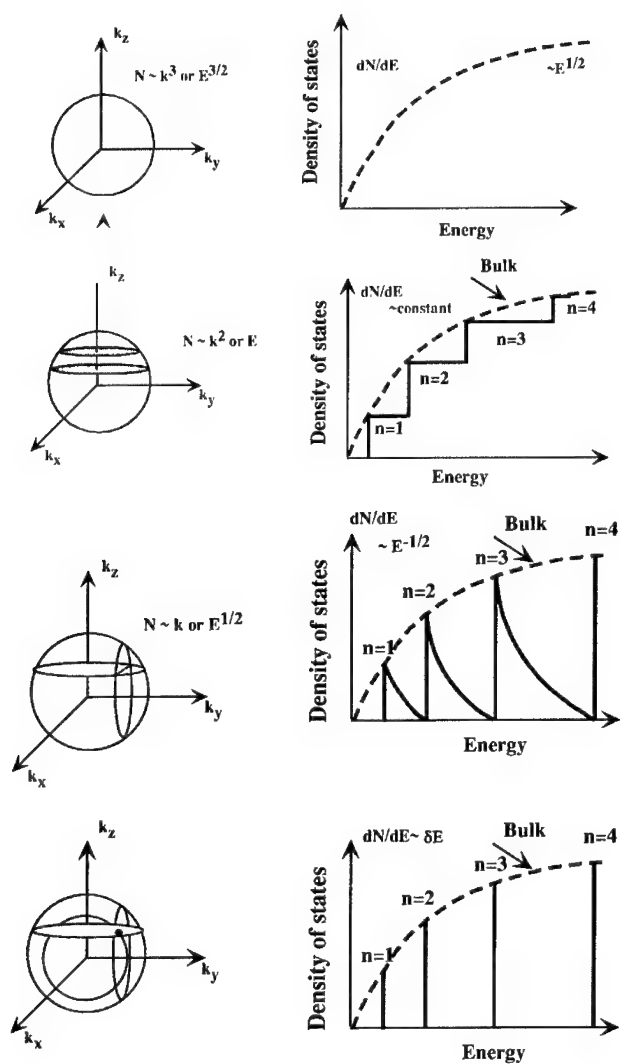 k_z
N ~ k^3 or E^3/2
k_y
k_x
dN/dE
~E^1/2
Density of states
Energy
k_z
N ~ k^2 or E
k_y
k_x
dN/dE
~constant
Bulk
n=1
n=2
n=3
n=4
Density of states
Energy
k_z
N ~ k or E^1/2
k_y
k_x
dN/dE
~ E^-1/2
Bulk
n=1
n=2
n=3
n=4
Density of states
Energy
k_z
k_y
k_x
dN/dE~ δE
Bulk
n=1
n=2
n=3
n=4
Density of states
Energy